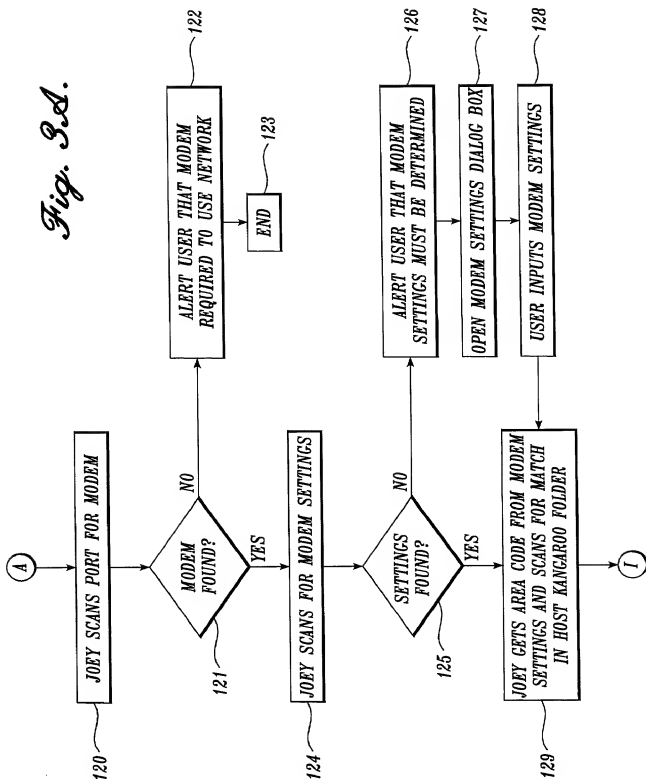 Fig. 3A.
A
JOEY SCANS PORT FOR MODEM
120
MODEM
FOUND?
121
NO
YES
ALERT USER THAT MODEM
REQUIRED TO USE NETWORK
122
END
123
JOEY SCANS FOR MODEM SETTINGS
124
SETTINGS
FOUND?
125
NO
YES
ALERT USER THAT MODEM
SETTINGS MUST BE DETERMINED
126
OPEN MODEM SETTINGS DIALOG BOX
127
USER INPUTS MODEM SETTINGS
128
JOEY GETS AREA CODE FROM MODEM
SETTINGS AND SCANS FOR MATCH
IN HOST KANGAROO FOLDER
129
I